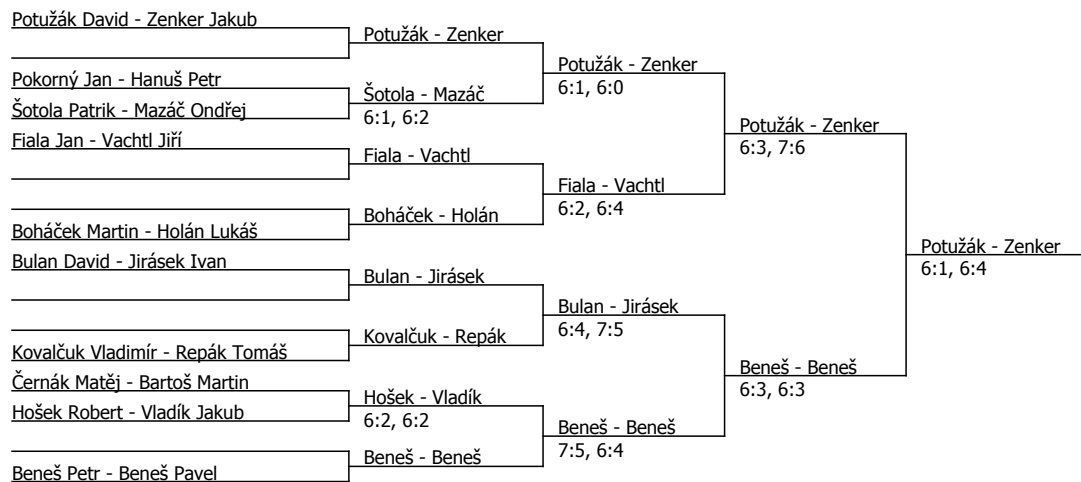 Potužák David - Zenker Jakub
Pokorný Jan - Hanuš Petr
Šotola Patrik - Mazáč Ondřej
Fiala Jan - Vachtl Jiří
Boháček Martin - Holán Lukáš
Bulan David - Jirásek Ivan
Kovalčuk Vladimír - Repák Tomáš
Černák Matěj - Bartoš Martin
Hošek Robert - Vladík Jakub
Beneš Petr - Beneš Pavel
Potužák - Zenker
Šotola - Mazáč
6:1, 6:2
Fiala - Vachtl
Boháček - Holán
Bulan - Jirásek
Kovalčuk - Repák
Hošek - Vladík
6:2, 6:2
Beneš - Beneš
Potužák - Zenker
6:1, 6:0
Fiala - Vachtl
6:2, 6:4
Bulan - Jirásek
6:4, 7:5
Beneš - Beneš
7:5, 6:4
Potužák - Zenker
6:3, 7:6
Beneš - Beneš
6:3, 6:3
Potužák - Zenker
6:1, 6:4